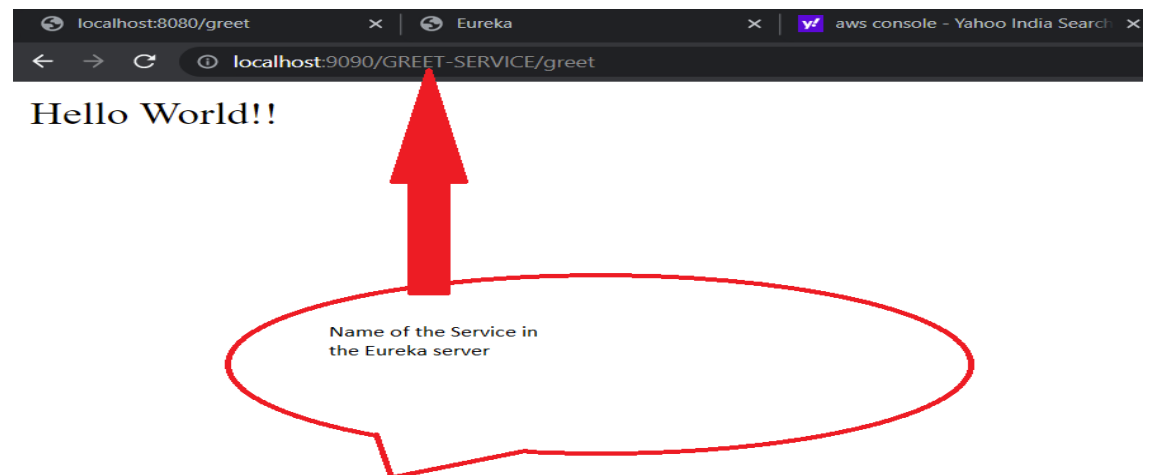 localhost:8080/greet
Eureka
aws console - Yahoo India Search
localhost:9090/GREET-SERVICE/greet
Hello World!!
Name of the Service in
the Eureka server